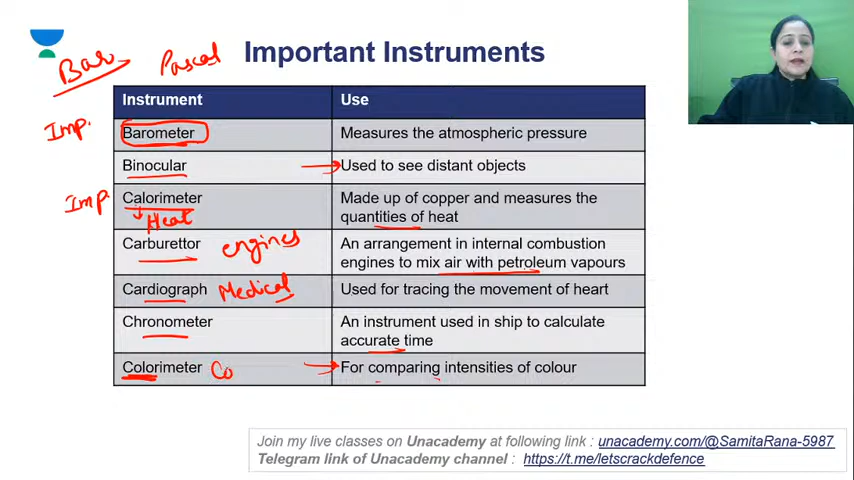 Bar
Pascal
Important Instruments
Instrument
Use
Imp.
Barometer
Measures the atmospheric pressure
Binocular
Used to see distant objects
Imp.
Calorimeter
Heat
Made up of copper and measures the
quantities of heat
Carburettor
engines
An arrangement in internal combustion
engines to mix air with petroleum vapours
Cardiograph
Medical
Used for tracing the movement of heart
Chronometer
An instrument used in ship to calculate
accurate time
Colorimeter
Co
For comparing intensities of colour
Join my live classes on Unacademy at following link : unacademy.com/@SamitaRana-5987
Telegram link of Unacademy channel : https://t.me/letscrackdefence